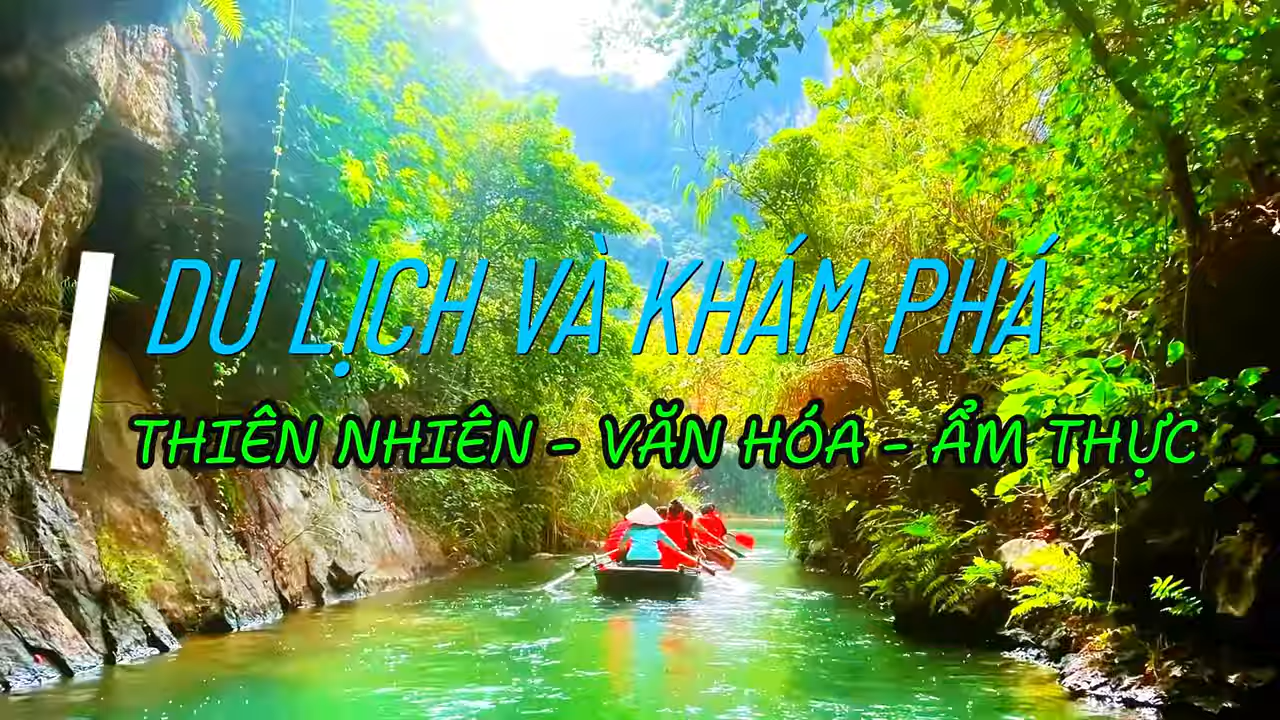 DU LỊCH VÀ KHÁM PHÁ
THIÊN NHIÊN - VĂN HÓA - ẨM THỰC